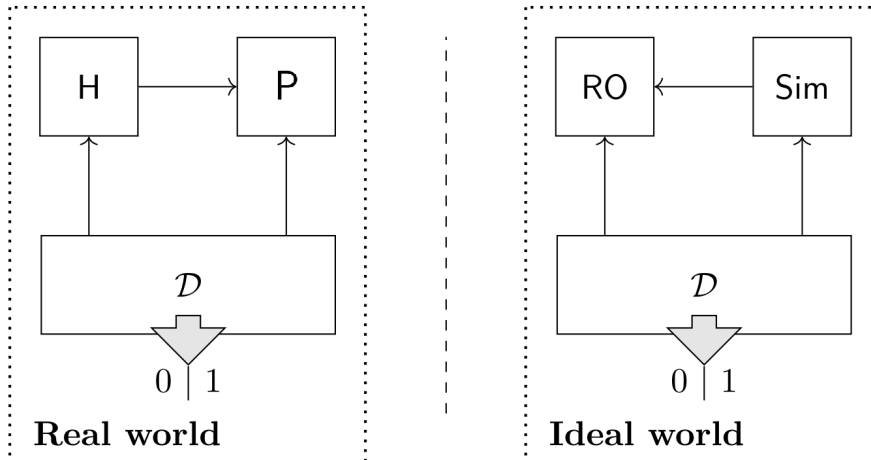 H P RO Sim
𝒟 𝒟
0 1 0 1
Real world Ideal world